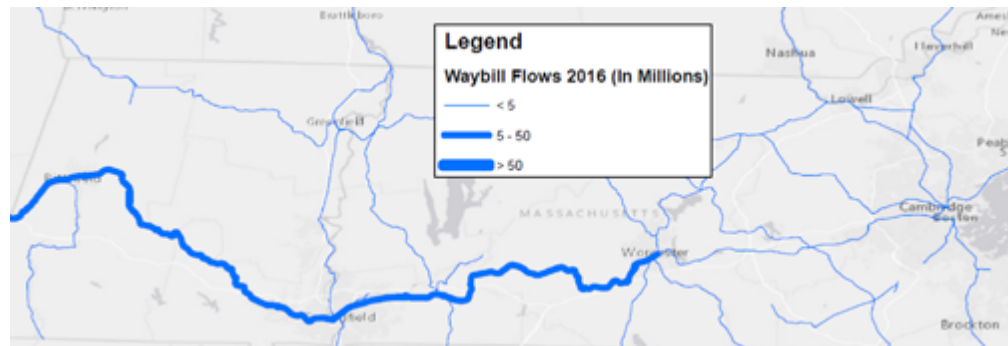 Brattleboro
Nashua
Haverhill
Legend
Waybill Flows 2016 (In Millions)
< 5
5 - 50
> 50
Greenfield
Lowell
Pittsfield
MASSACHUSETTS
Cambridge
Boston
Worcester
Brockton